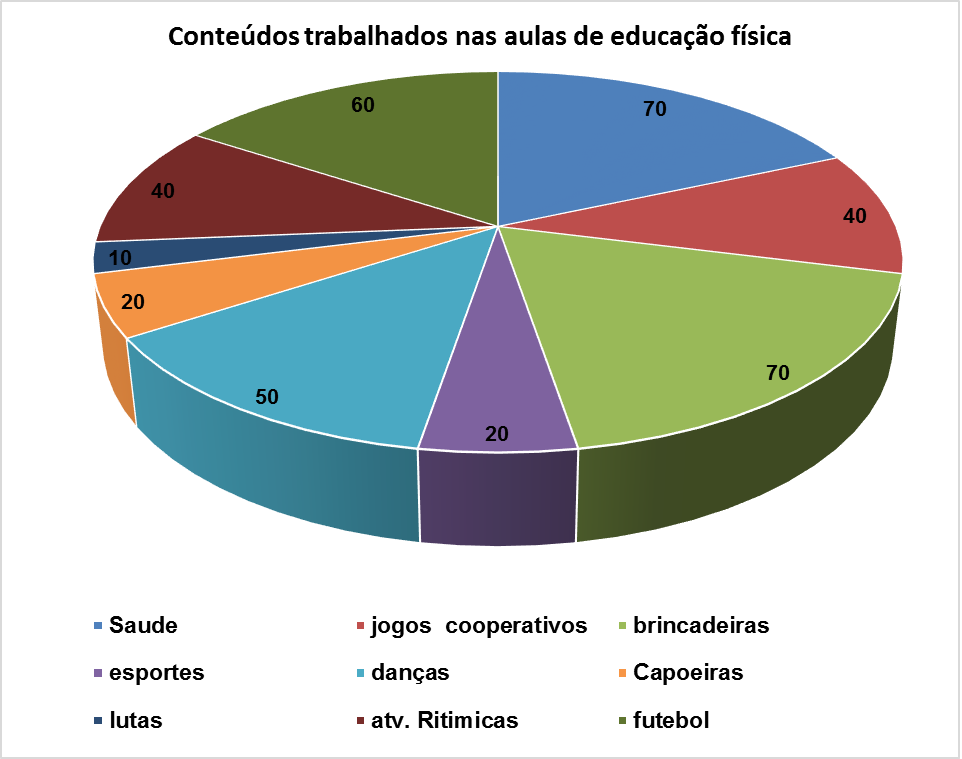 Conteúdos trabalhados nas aulas de educação física
60
70
40
40
10
20
70
50
20
Saude
jogos cooperativos
brincadeiras
esportes
danças
Capoeiras
lutas
atv. Ritimicas
futebol